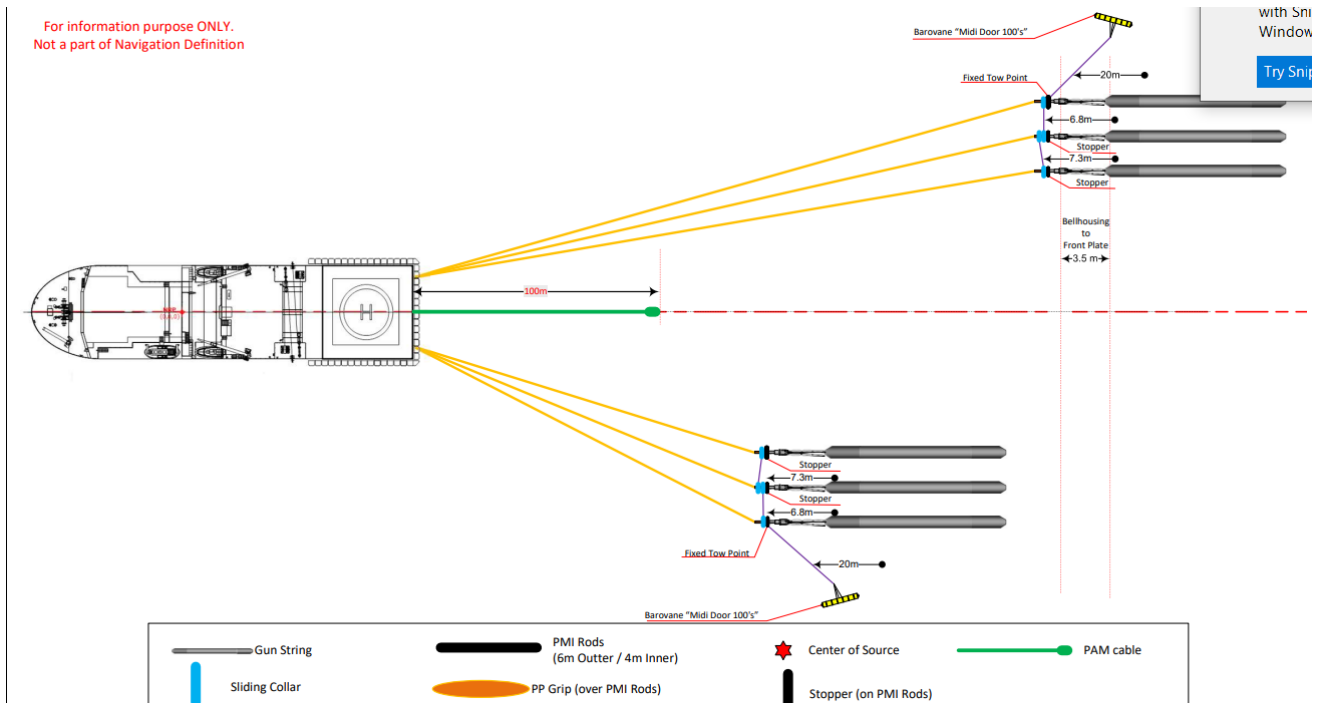 For information purpose ONLY.
Not a part of Navigation Definition
with Sni
Window
Try Snip
Barovane “Midi Door 100's”
20m
Fixed Tow Point
6.8m
Stopper
7.3m
Stopper
Bellhousing
to
Front Plate
3.5 m
100m
H
Stopper
7.3m
Stopper
6.8m
Fixed Tow Point
20m
Barovane “Midi Door 100's”
Gun String
PMI Rods
(6m Outter / 4m Inner)
Center of Source
PAM cable
Sliding Collar
PP Grip (over PMI Rods)
Stopper (on PMI Rods)